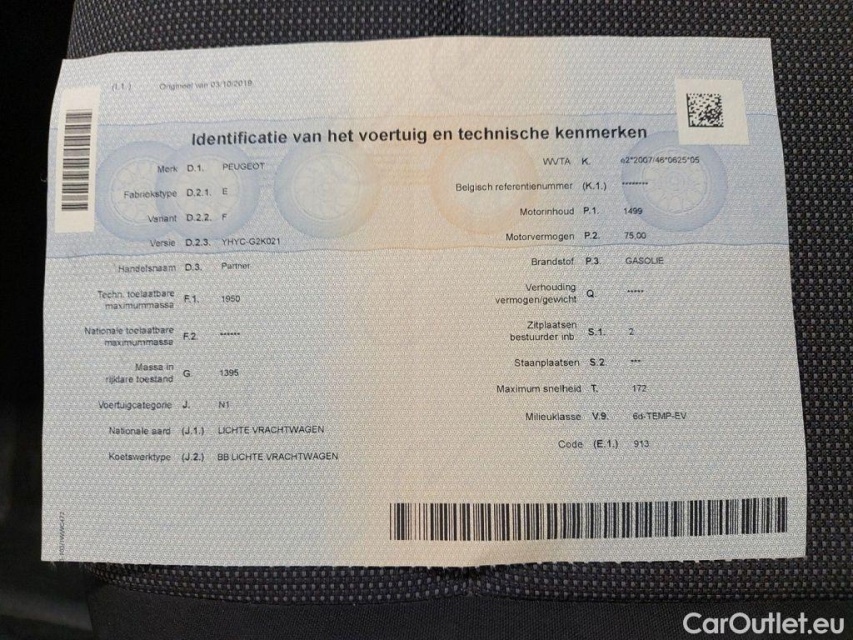 (I.1.) Origineel van 03/10/2018
Identificatie van het voertuig en technische kenmerken
Merk D.1. PEUGEOT
Fabriekstype D.2.1. E
Variant D.2.2. F
Versie D.2.3. YHYC-G2K021
Handelsnaam D.3. Partner
Techn. toelaatbare
maximummassa F.1. 1950
Nationale toelaatbare
maximummassa F.2. ******
Massa in
rijklare toestand G. 1395
Voertuigcategorie J. N1
Nationale aard (J.1.) LICHTE VRACHTWAGEN
Koetswerktype (J.2.) BB LICHTE VRACHTWAGEN
WVTA K. e2*2007/46*0625*05
Belgisch referentienummer (K.1.) ********
Motorinhoud P.1. 1499
Motorvermogen P.2. 75.00
Brandstof P.3. GASOLIE
Verhouding
vermogen/gewicht Q. *****
Zitplaatsen
bestuurder inb S.1. 2
Staanplaatsen S.2. ***
Maximum snelheid T. 172
Milieuklasse V.9. 6d-TEMP-EV
Code (E.1.) 913
CarOutlet.eu